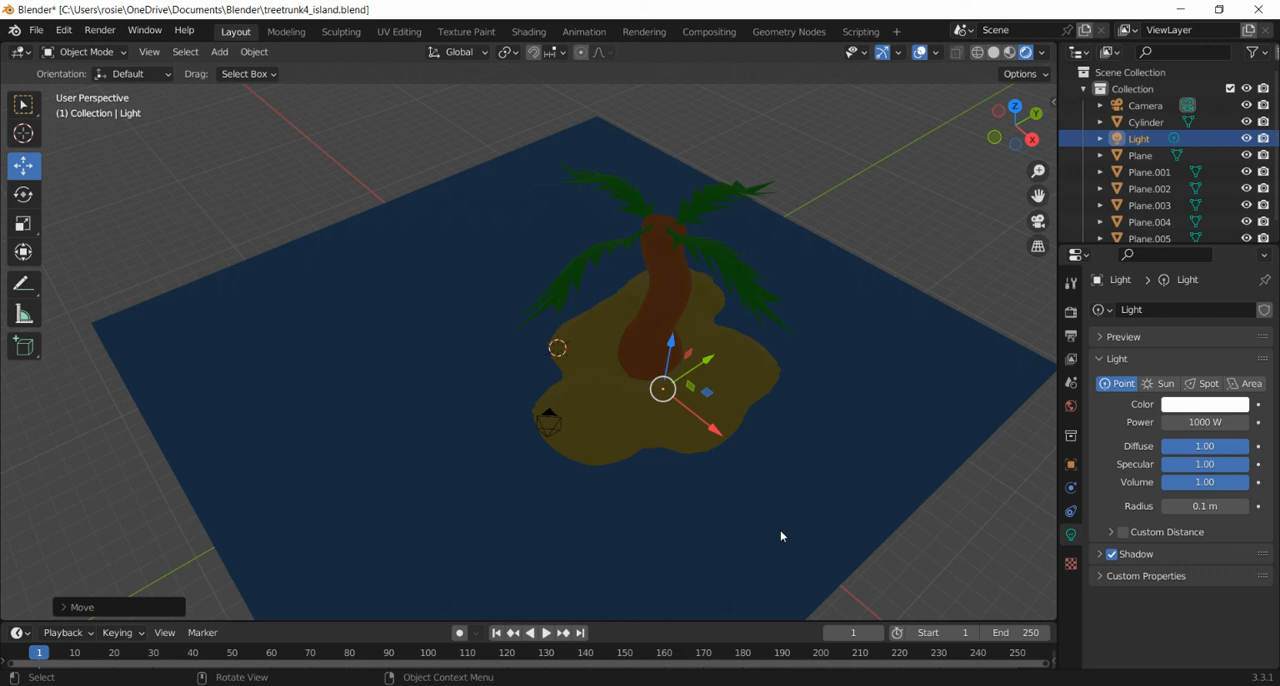 Blender* [C:\Users\rosie\OneDrive\Documents\Blender\treetrunk4_island.blend]
File Edit Render Window Help Layout Modeling Sculpting UV Editing Texture Paint Shading Animation Rendering Compositing Geometry Nodes Scripting + Scene ViewLayer
Object Mode View Select Add Object Global
Orientation: Default Drag: Select Box Options
User Perspective
(1) Collection | Light
Z
Y
X
Scene Collection
Collection
Camera
Cylinder
Light
Plane
Plane.001
Plane.002
Plane.003
Plane.004
Plane.005
Light > Light
Light
Preview
Light
Point Sun Spot Area
Color
Power 1000 W
Diffuse 1.00
Specular 1.00
Volume 1.00
Radius 0.1 m
Custom Distance
Shadow
Custom Properties
> Move
Playback Keying View Marker 1 Start 1 End 250
1 10 20 30 40 50 60 70 80 90 100 110 120 130 140 150 160 170 180 190 200 210 220 230 240 250
Select Rotate View Object Context Menu 3.3.1